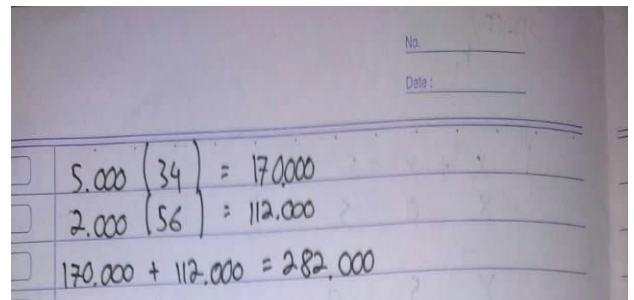 No.
Date :
5.000 (34) = 170.000
2.000 (56) = 112.000
170.000 + 112.000 = 282.000